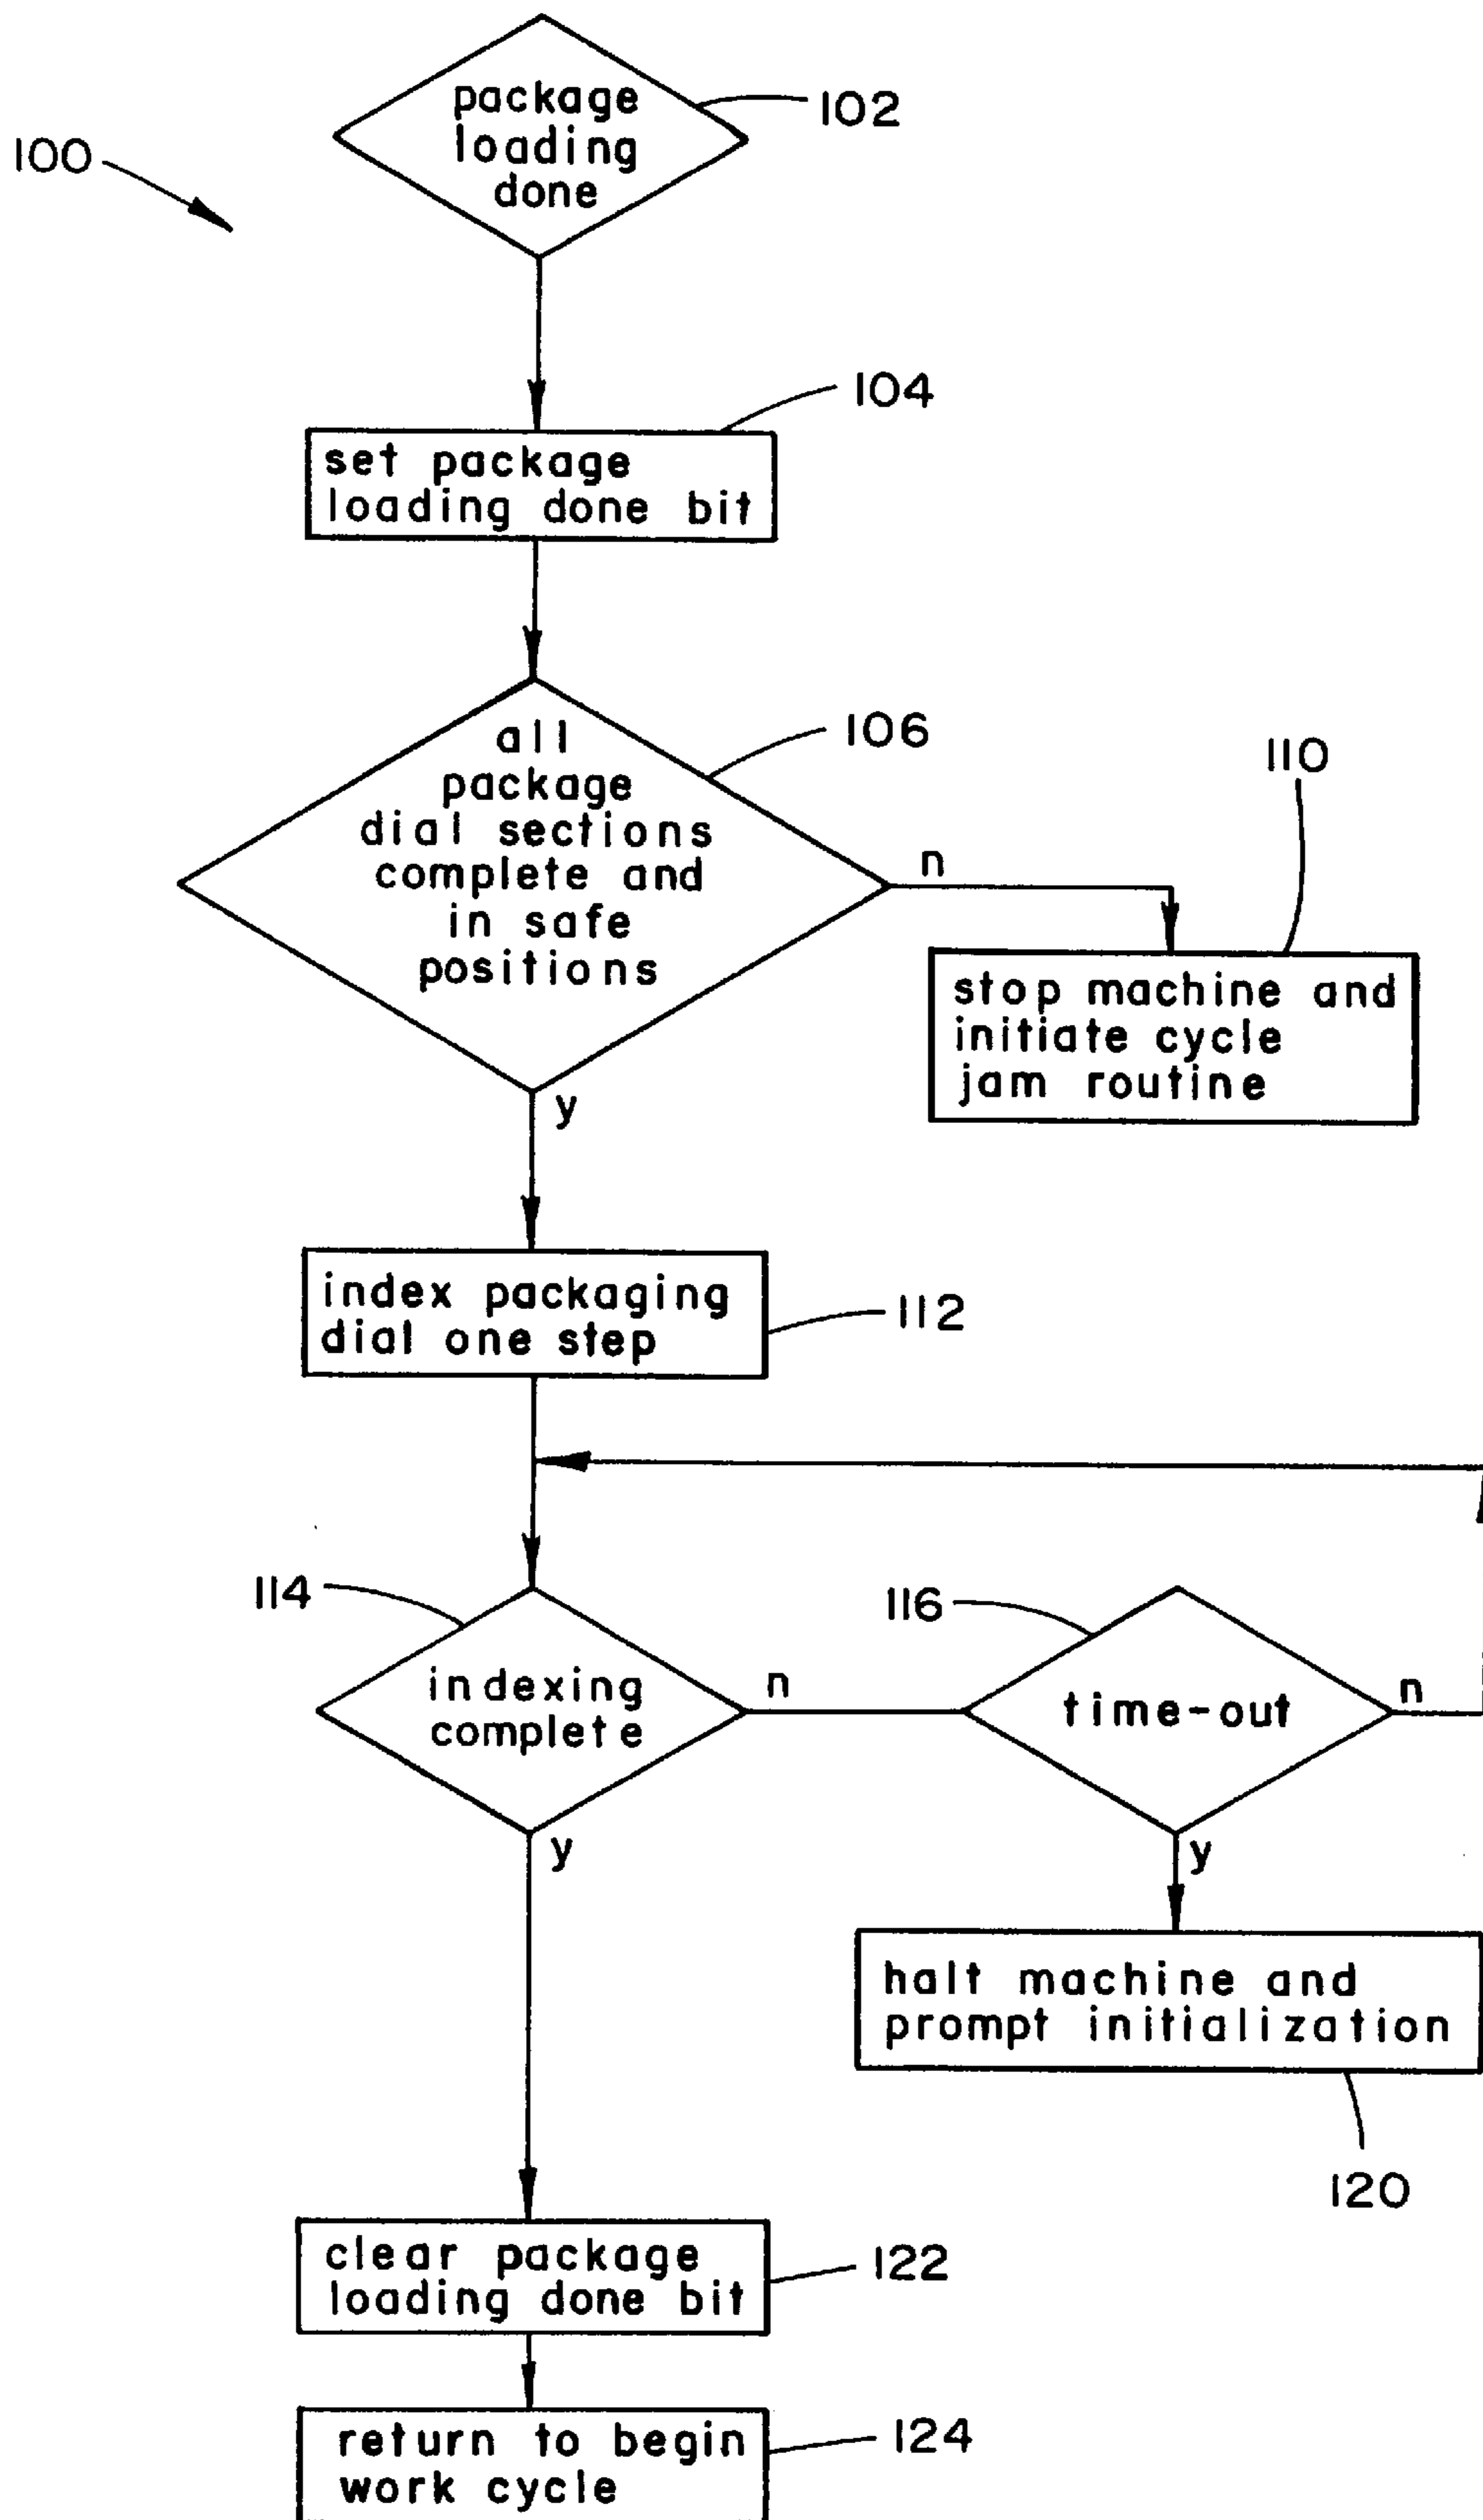 100
package
loading
done
102
104
set package
loading done bit
all
package
dial sections
complete and
in safe
positions
106
n
110
stop machine and
initiate cycle
jam routine
y
index packaging
dial one step
112
114
indexing
complete
n
116
time-out
n
y
y
halt machine and
prompt initialization
120
clear package
loading done bit
122
return to begin
work cycle
124